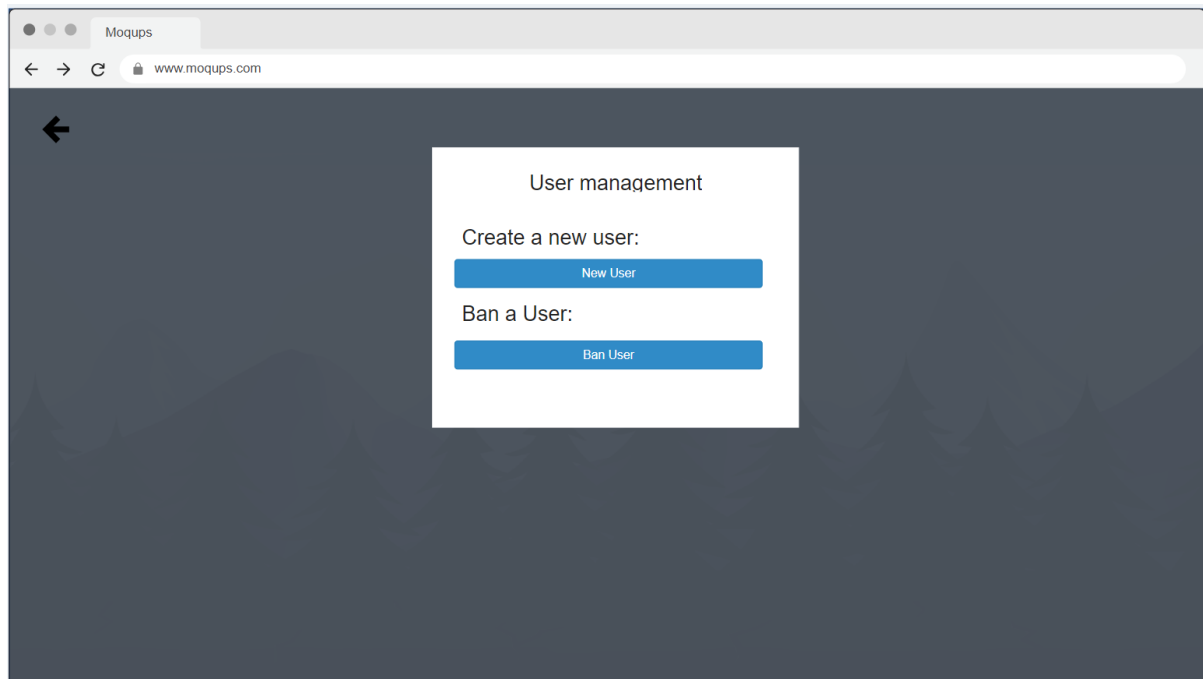 Moqups
www.moqups.com
User management
Create a new user:
New User
Ban a User:
Ban User